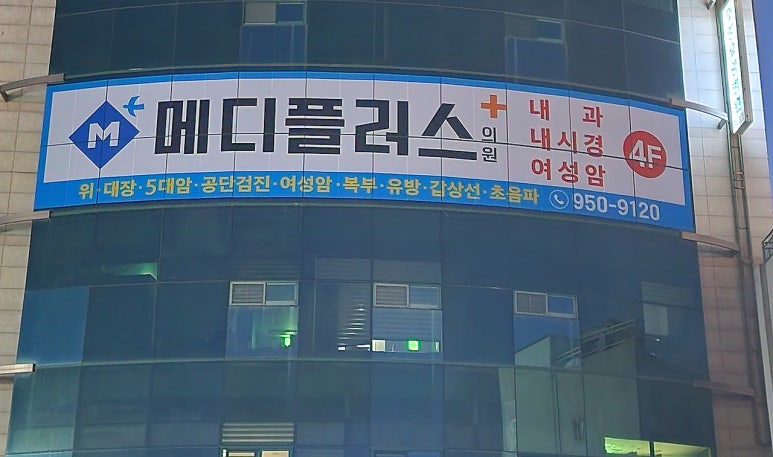 M 메디플러스 의원
내과
내시경
여성암
4F
위·대장·5대암·공단검진·여성암·복부·유방·갑상선·초음파
950-9120